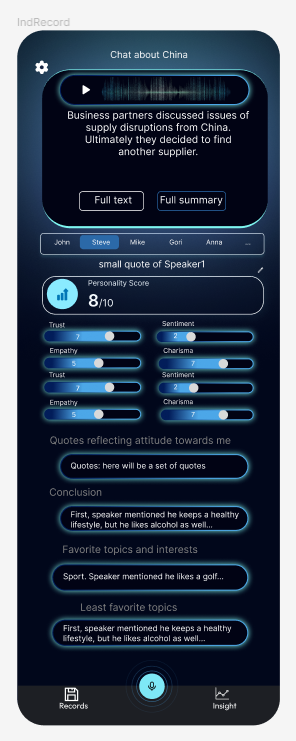 IndRecord
Chat about China
Business partners discussed issues of
supply disruptions from China.
Ultimately they decided to find
another supplier.
Full text
Full summary
John Steve Mike Gori Anna ...
small quote of Speaker1
Personality Score
8/10
Trust Sentiment
7 2
Empathy Charisma
5 7
Trust Sentiment
7 2
Empathy Charisma
5 7
Quotes reflecting attitude towards me
Quotes: here will be a set of quotes
Conclusion
First, speaker mentioned he keeps a healthy
lifestyle, but he likes alcohol as well...
Favorite topics and interests
Sport. Speaker mentioned he likes a golf...
Least favorite topics
First, speaker mentioned he keeps a healthy
lifestyle, but he likes alcohol as well...
Records Insight